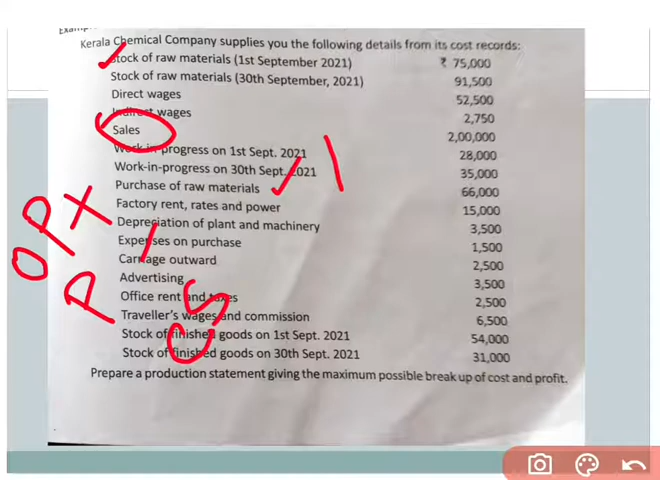 Kerala Chemical Company supplies you the following details from its cost records:
Stock of raw materials (1st September 2021) ₹ 75,000
Stock of raw materials (30th September, 2021) 91,500
Direct wages 52,500
Indirect wages 2,750
Sales 2,00,000
Work-in-progress on 1st Sept. 2021 28,000
Work-in-progress on 30th Sept. 2021 35,000
Purchase of raw materials 66,000
Factory rent, rates and power 15,000
Depreciation of plant and machinery 3,500
Expenses on purchase 1,500
Carriage outward 2,500
Advertising 3,500
Office rent and taxes 2,500
Traveller's wages and commission 6,500
Stock of finished goods on 1st Sept. 2021 54,000
Stock of finished goods on 30th Sept. 2021 31,000
Prepare a production statement giving the maximum possible break up of cost and profit.
OP+
P
CS